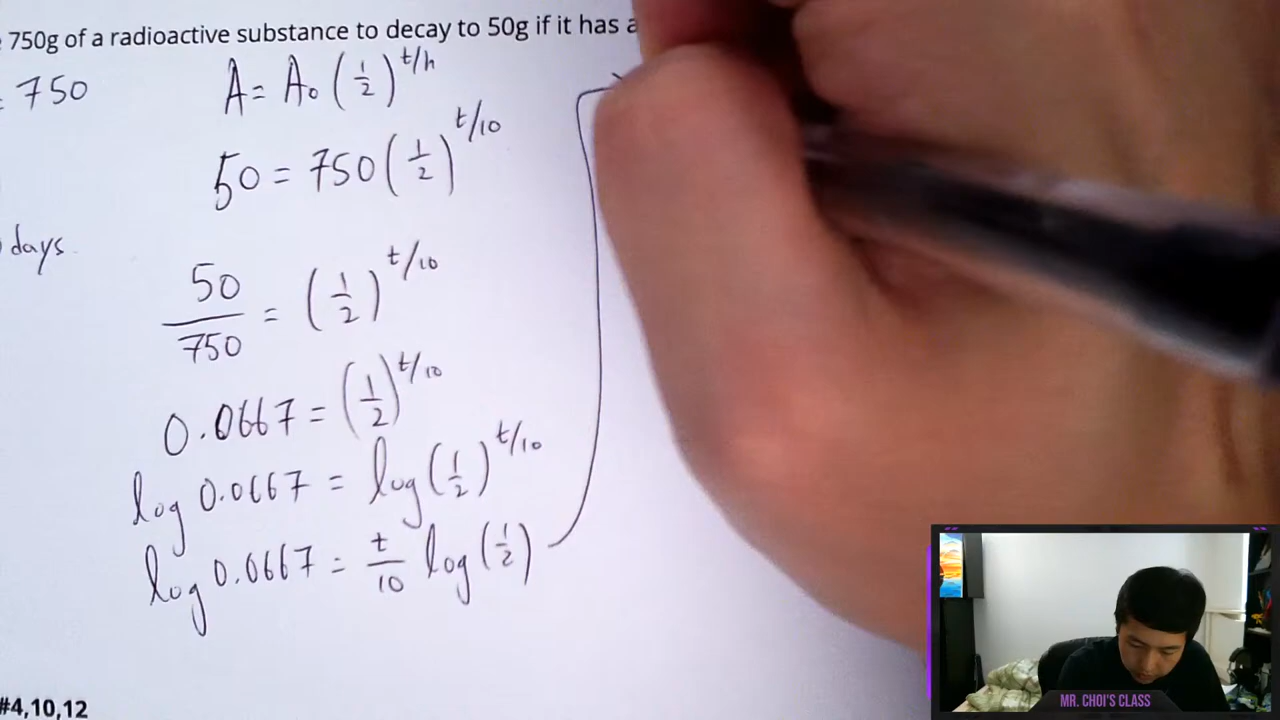 750g of a radioactive substance to decay to 50g if it has a
= 750
A = A₀ (1/2)^t/h
50 = 750 (1/2)^t/10
days.
50/750 = (1/2)^t/10
0.0667 = (1/2)^t/10
log 0.0667 = log (1/2)^t/10
log 0.0667 = t/10 log (1/2)
#4,10,12
MR. CHOI'S CLASS